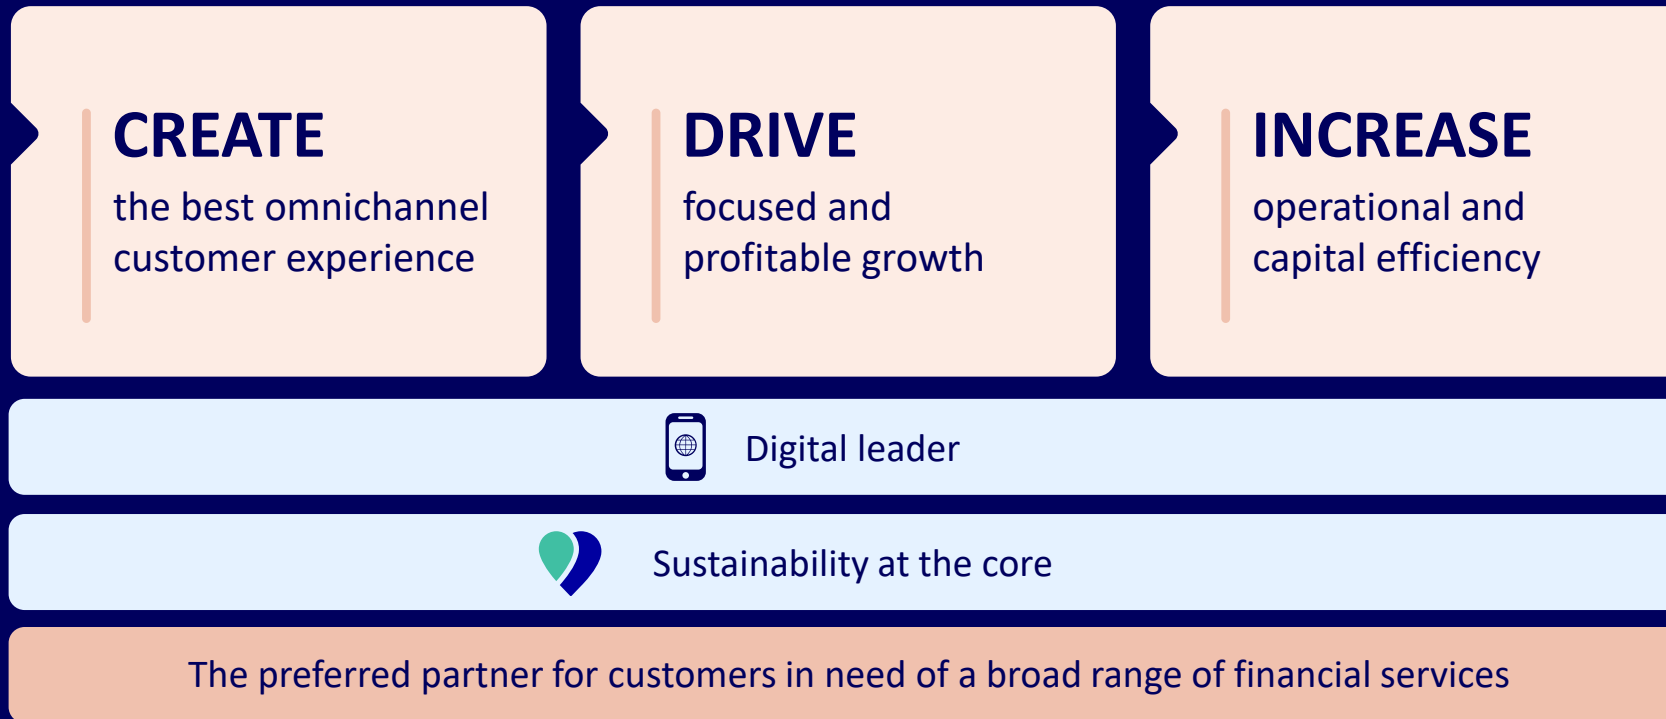 CREATE
the best omnichannel
customer experience
DRIVE
focused and
profitable growth
INCREASE
operational and
capital efficiency
Digital leader
Sustainability at the core
The preferred partner for customers in need of a broad range of financial services